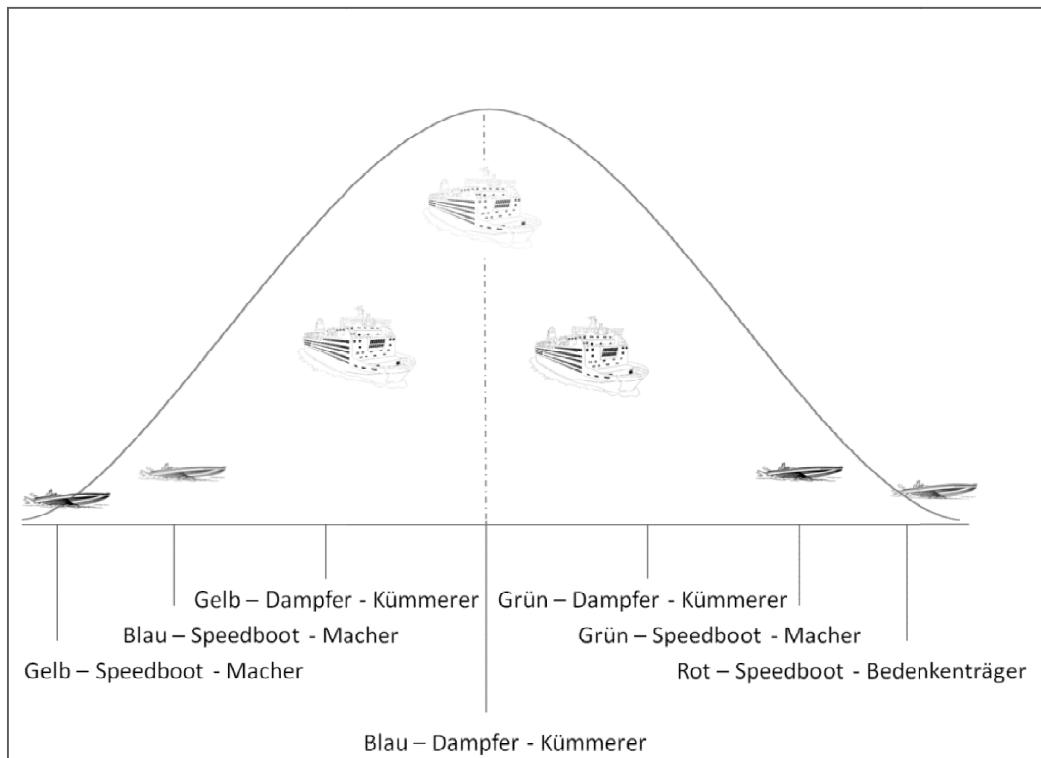 Gelb – Dampfer - Kümmerer
Grün – Dampfer - Kümmerer
Blau – Speedboot - Macher
Grün – Speedboot - Macher
Gelb – Speedboot - Macher
Rot – Speedboot - Bedenkenträger
Blau – Dampfer - Kümmerer